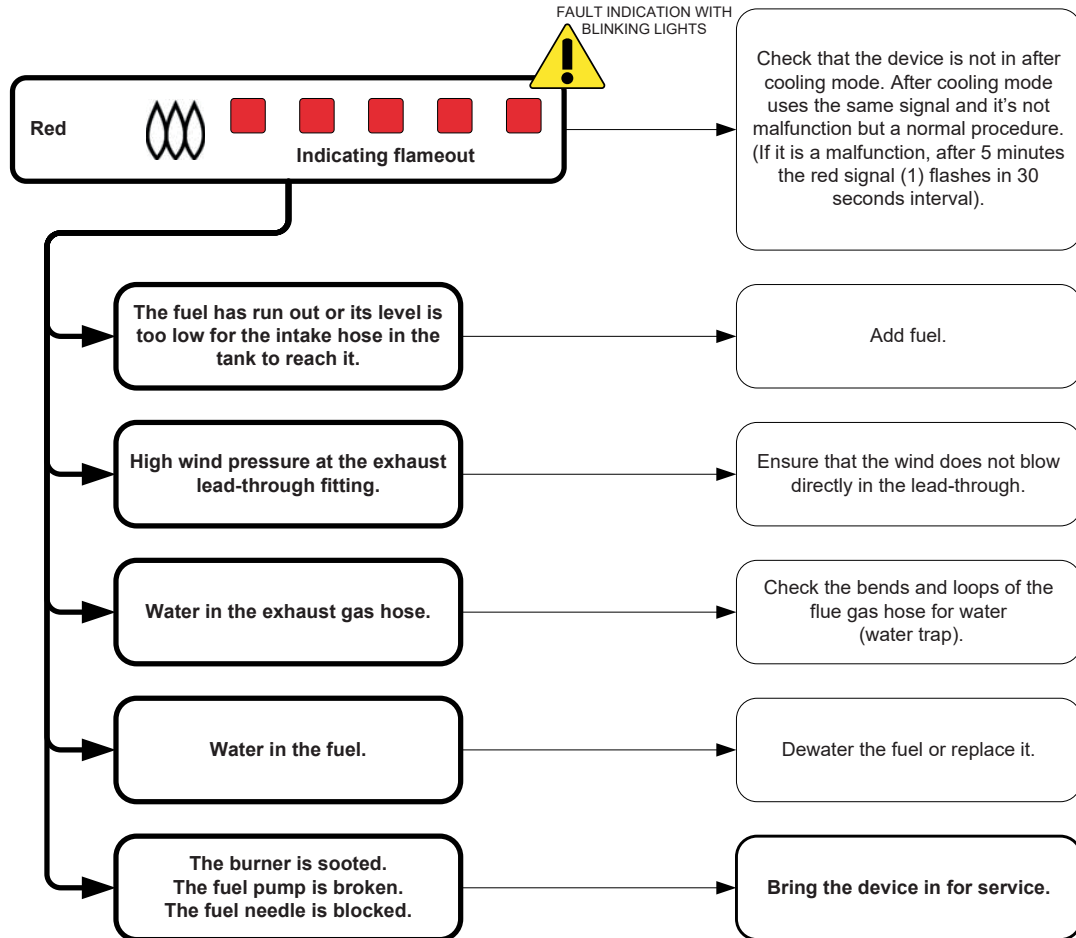 FAULT INDICATION WITH
BLINKING LIGHTS
Red
Indicating flameout
Check that the device is not in after
cooling mode. After cooling mode
uses the same signal and it’s not
malfunction but a normal procedure.
(If it is a malfunction, after 5 minutes
the red signal (1) flashes in 30
seconds interval).
The fuel has run out or its level is
too low for the intake hose in the
tank to reach it.
Add fuel.
High wind pressure at the exhaust
lead-through fitting.
Ensure that the wind does not blow
directly in the lead-through.
Water in the exhaust gas hose.
Check the bends and loops of the
flue gas hose for water
(water trap).
Water in the fuel.
Dewater the fuel or replace it.
The burner is sooted.
The fuel pump is broken.
The fuel needle is blocked.
Bring the device in for service.